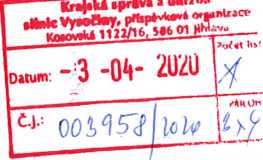 Krajská správa a údržba
silnic Vysočiny, příspěvková organizace
Kosovská 1122/16, 586 01 Jihlava
Počet list
Datum: - 3 -04- 2020
Č.j.: 003958/2020